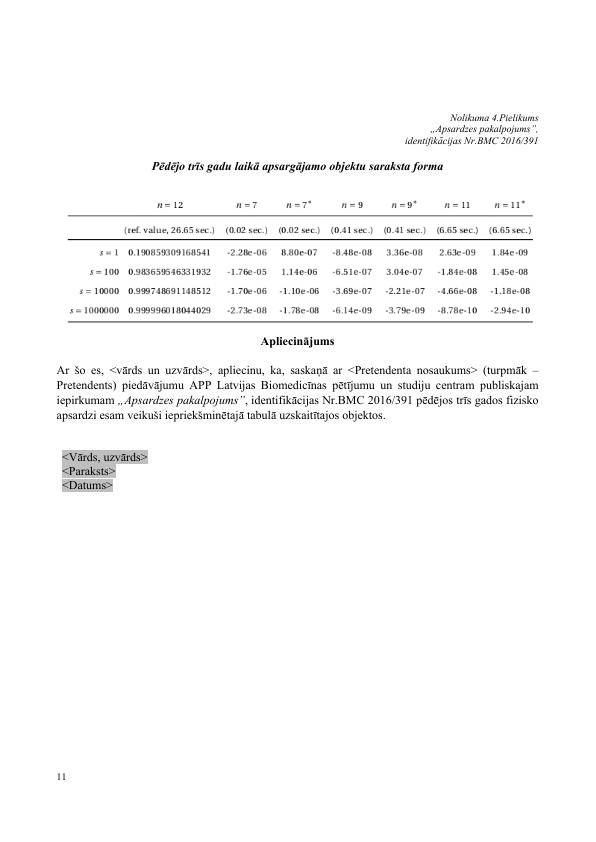 Nolikuma 4.Pielikums
„Apsardzes pakalpojums”,
identifikācijas Nr.BMC 2016/391
Pēdējo trīs gadu laikā apsargājamo objektu saraksta forma
n = 12 n = 7 n = 7* n = 9 n = 9* n = 11 n = 11*
(ref. value, 26.65 sec.) (0.02 sec.) (0.02 sec.) (0.41 sec.) (0.41 sec.) (6.65 sec.) (6.65 sec.)
s = 1 0.190859309168541 -2.28e-06 8.80e-07 -8.48e-08 3.36e-08 2.63e-09 1.84e-09
s = 100 0.983659546331932 -1.76e-05 1.14e-06 -6.51e-07 3.04e-07 -1.84e-08 1.45e-08
s = 10000 0.999748691148512 -1.70e-06 -1.10e-06 -3.69e-07 -2.21e-07 -4.66e-08 -1.18e-08
s = 1000000 0.999996018044029 -2.73e-08 -1.78e-08 -6.14e-09 -3.79e-09 -8.78e-10 -2.94e-10
Apliecinājums
Ar šo es, <vārds un uzvārds>, apliecinu, ka, saskaņā ar <Pretendenta nosaukums> (turpmāk –
Pretendents) piedāvājumu APP Latvijas Biomedicīnas pētījumu un studiju centram publiskajam
iepirkumam „Apsardzes pakalpojums”, identifikācijas Nr.BMC 2016/391 pēdējos trīs gados fizisko
apsardzi esam veikuši iepriekšminētajā tabulā uzskaitītajos objektos.
<Vārds, uzvārds>
<Paraksts>
<Datums>
11